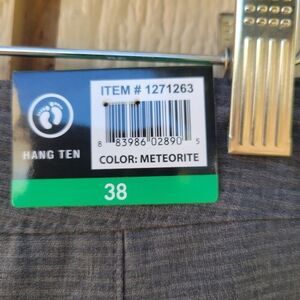 ITEM # 1271263
8 83986 02890 5
HANG TEN
COLOR: METEORITE
38